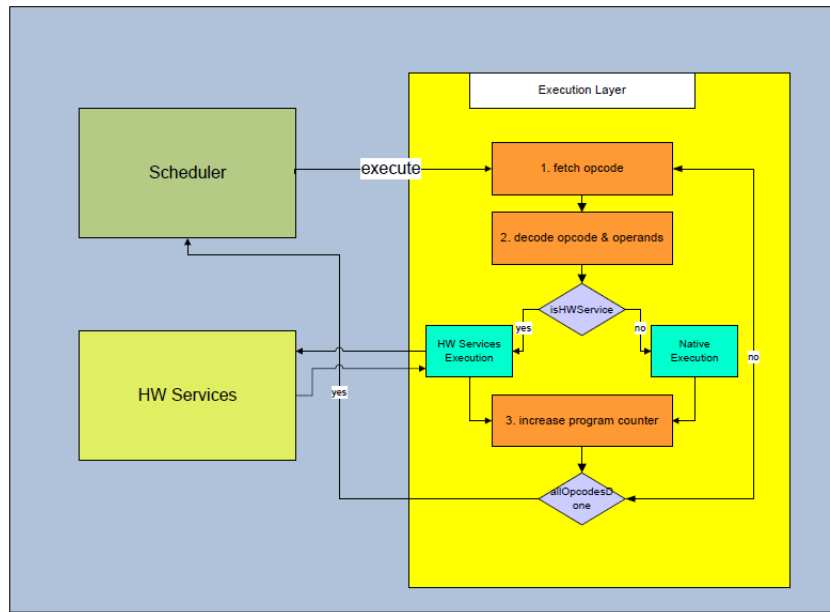 Execution Layer
Scheduler
execute
1. fetch opcode
2. decode opcode & operands
isHWService
yes
no
HW Services
Execution
Native
Execution
no
HW Services
yes
3. increase program counter
allOpcodesD
one